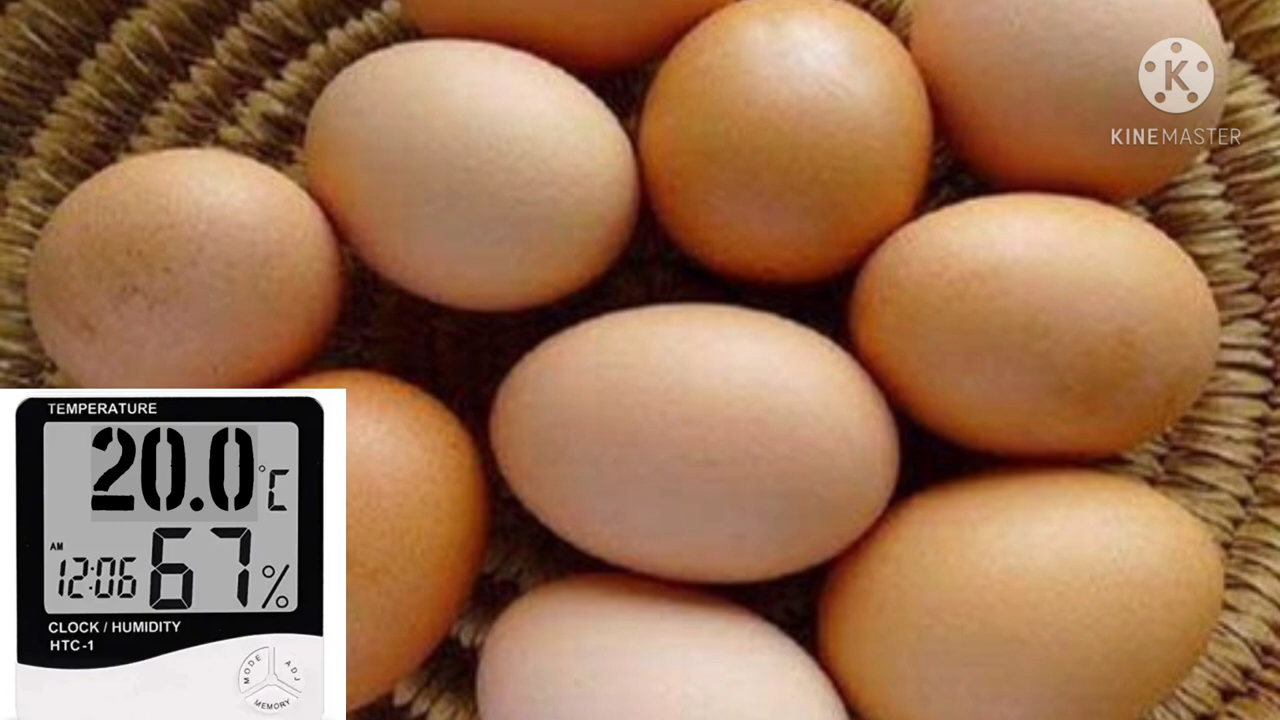 K
KINEMASTER
TEMPERATURE
20.0°C
AM
12:06 67%
CLOCK / HUMIDITY
HTC-1
MODE
ADJ
MEMORY